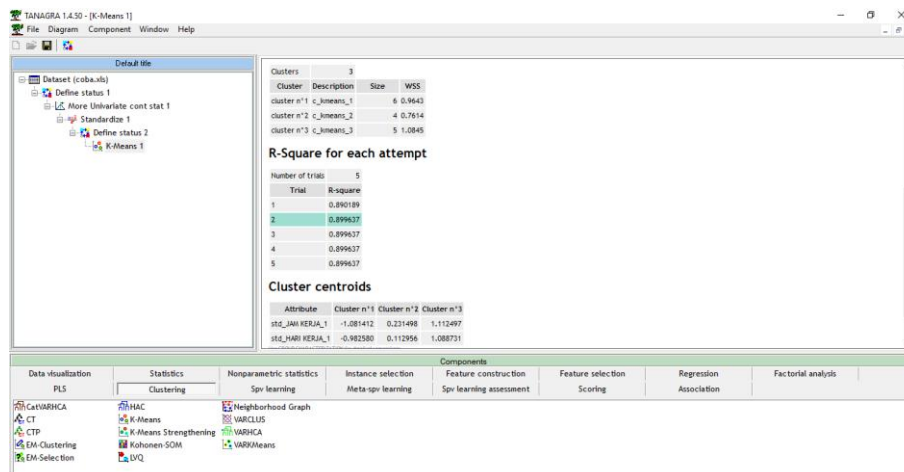 TANAGRA 1.4.50 - [K-Means 1]
File Diagram Component Window Help
Default title
Dataset (coba.xls)
Define status 1
More Univariate cont stat 1
Standardize 1
Define status 2
K-Means 1
Clusters 3
Cluster Description Size WSS
cluster n°1 c_kmeans_1 6 0.9643
cluster n°2 c_kmeans_2 4 0.7614
cluster n°3 c_kmeans_3 5 1.0845
R-Square for each attempt
Number of trials 5
Trial R-square
1 0.890189
2 0.899637
3 0.899637
4 0.899637
5 0.899637
Cluster centroids
Attribute Cluster n°1 Cluster n°2 Cluster n°3
std_JAM KERJA_1 -1.081412 0.231498 1.112497
std_HARI KERJA_1 -0.982580 0.112956 1.088731
Components
Data visualization Statistics Nonparametric statistics Instance selection Feature construction Feature selection Regression Factorial analysis
PLS Clustering Spv learning Meta-spv learning Spv learning assessment Scoring Association
CatVARHCA HAC Neighborhood Graph
CT K-Means VARCLUS
CTP K-Means Strengthening VARHCA
EM-Clustering Kohonen-SOM VARKMeans
EM-Selection LVQ